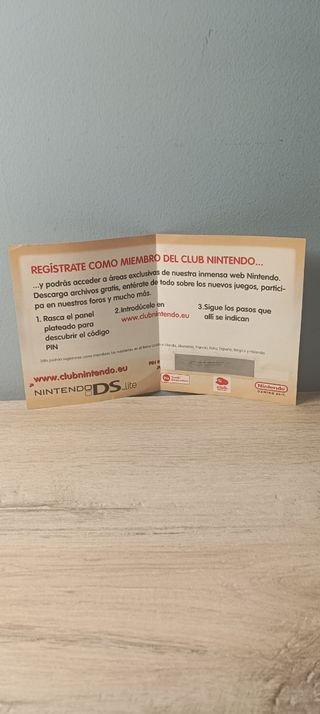 REGÍSTRATE COMO MIEMBRO DEL CLUB NINTENDO...
...y podrás acceder a áreas exclusivas de nuestra inmensa web Nintendo.
Descarga archivos gratis, entérate de todo sobre los nuevos juegos, partici-
pa en nuestros foros y mucho más.
1. Rasca el panel
plateado para
descubrir el código
PIN
2.Introdúcelo en
www.clubnintendo.eu
3.Sigue los pasos que
allí se indican
www.clubnintendo.eu
PIN
NINTENDO DS lite
club
Nintendo